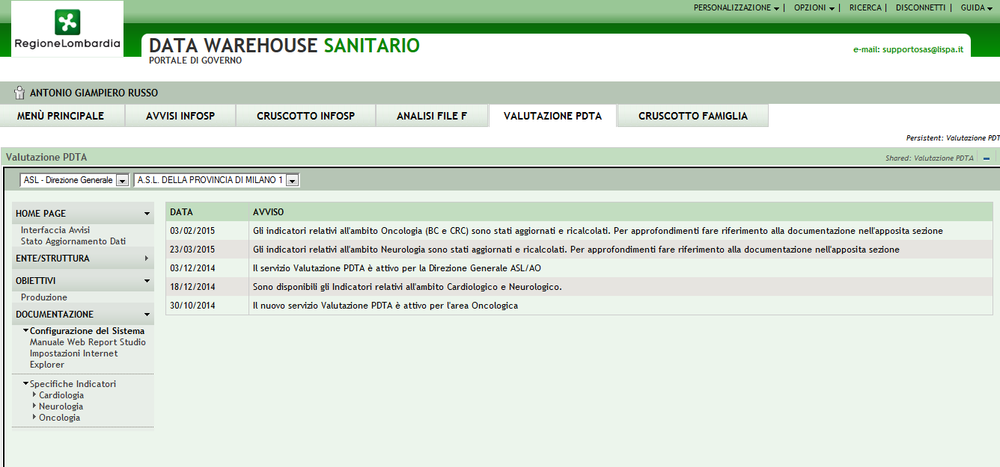 PERSONALIZZAZIONE | OPZIONI | RICERCA | DISCONNETTI | GUIDA
RegioneLombardia
DATA WAREHOUSE SANITARIO
PORTALE DI GOVERNO
e-mail: supportosas@lispa.it
ANTONIO GIAMPIERO RUSSO
MENÙ PRINCIPALE AVVISI INFOSP CRUSCOTTO INFOSP ANALISI FILE F VALUTAZIONE PDTA CRUSCOTTO FAMIGLIA
Persistent: Valutazione PDT
Valutazione PDTA
Shared: Valutazione PDTA
ASL - Direzione Generale A.S.L. DELLA PROVINCIA DI MILANO 1
HOME PAGE
Interfaccia Avvisi
Stato Aggiornamento Dati
ENTE/STRUTTURA
OBIETTIVI
Produzione
DOCUMENTAZIONE
Configurazione del Sistema
Manuale Web Report Studio
Impostazioni Internet
Explorer
Specifiche Indicatori
Cardiologia
Neurologia
Oncologia
DATA AVVISO
03/02/2015 Gli indicatori relativi all'ambito Oncologia (BC e CRC) sono stati aggiornati e ricalcolati. Per approfondimenti fare riferimento alla documentazione nell'apposita sezione
23/03/2015 Gli indicatori relativi all'ambito Neurologia sono stati aggiornati e ricalcolati. Per approfondimenti fare riferimento alla documentazione nell'apposita sezione
03/12/2014 Il servizio Valutazione PDTA è attivo per la Direzione Generale ASL/AO
18/12/2014 Sono disponibili gli Indicatori relativi all'ambito Cardiologico e Neurologico.
30/10/2014 Il nuovo servizio Valutazione PDTA è attivo per l'area Oncologica